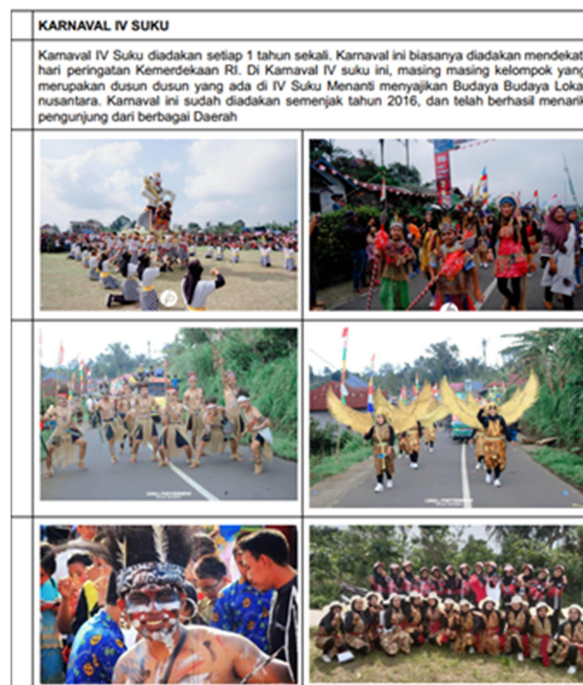 KARNAVAL IV SUKU
Karnaval IV Suku diadakan setiap 1 tahun sekali. Karnaval ini biasanya diadakan mendekat
hari peringatan Kemerdekaan RI. Di Karnaval IV suku ini, masing masing kelompok yang
merupakan dusun dusun yang ada di IV Suku Menanti menyajikan Budaya Budaya Loka
nusantara. Karnaval ini sudah diadakan semenjak tahun 2016, dan telah berhasil menarik
pengunjung dari berbagai Daerah